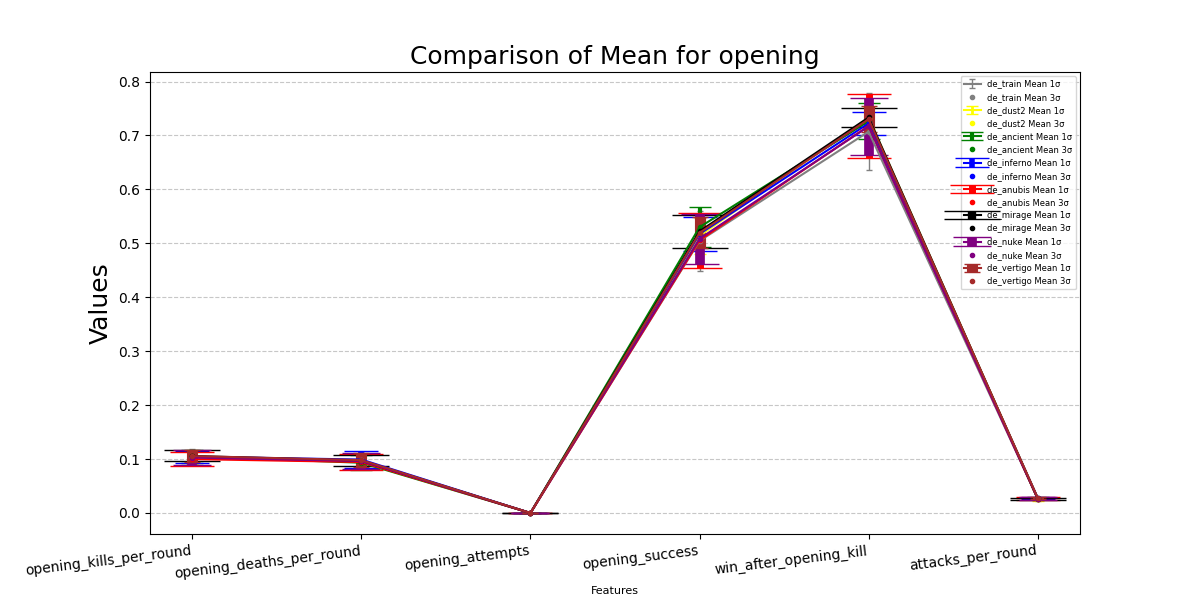 Comparison of Mean for opening
Values
0.8
0.7
0.6
0.5
0.4
0.3
0.2
0.1
0.0
de_train Mean 1σ
de_train Mean 3σ
de_dust2 Mean 1σ
de_dust2 Mean 3σ
de_ancient Mean 1σ
de_ancient Mean 3σ
de_inferno Mean 1σ
de_inferno Mean 3σ
de_anubis Mean 1σ
de_anubis Mean 3σ
de_mirage Mean 1σ
de_mirage Mean 3σ
de_nuke Mean 1σ
de_nuke Mean 3σ
de_vertigo Mean 1σ
de_vertigo Mean 3σ
opening_kills_per_round
opening_deaths_per_round
opening_attempts
opening_success
win_after_opening_kill
attacks_per_round
Features